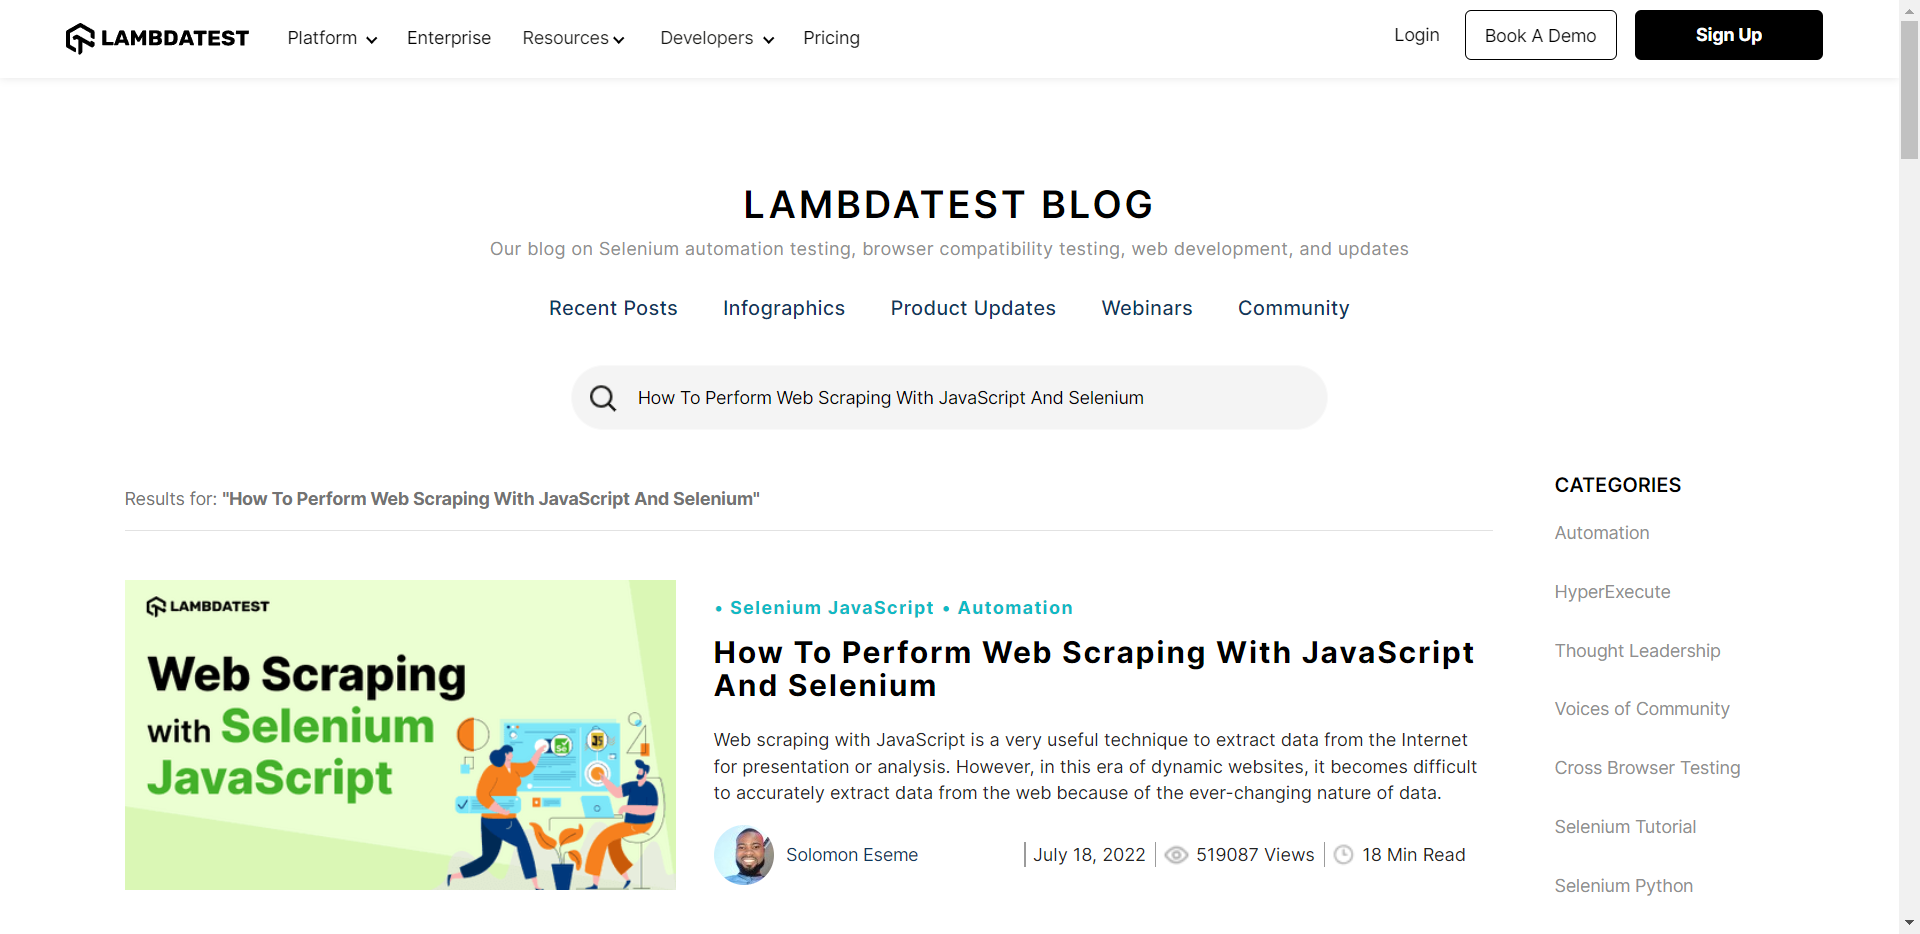 LAMBDATEST
Platform
Enterprise
Resources
Developers
Pricing
Login
Book A Demo
Sign Up
LAMBDATEST BLOG
Our blog on Selenium automation testing, browser compatibility testing, web development, and updates
Recent Posts
Infographics
Product Updates
Webinars
Community
How To Perform Web Scraping With JavaScript And Selenium
Results for: "How To Perform Web Scraping With JavaScript And Selenium"
LAMBDATEST
Web Scraping
with Selenium
JavaScript
• Selenium JavaScript • Automation
How To Perform Web Scraping With JavaScript
And Selenium
Web scraping with JavaScript is a very useful technique to extract data from the Internet
for presentation or analysis. However, in this era of dynamic websites, it becomes difficult
to accurately extract data from the web because of the ever-changing nature of data.
Solomon Eseme
July 18, 2022
519087 Views
18 Min Read
CATEGORIES
Automation
HyperExecute
Thought Leadership
Voices of Community
Cross Browser Testing
Selenium Tutorial
Selenium Python